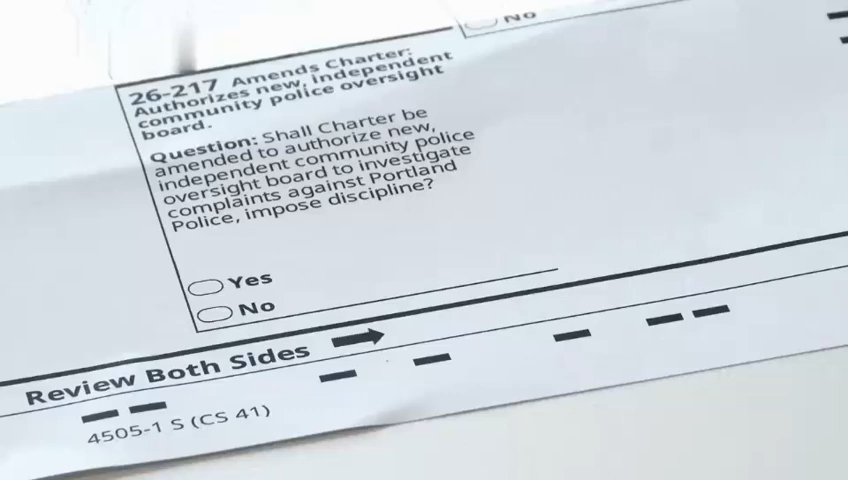 No
26-217 Amends Charter:
Authorizes new, independent
community police oversight
board.
Question: Shall Charter be
amended to authorize new,
independent community police
oversight board to investigate
complaints against Portland
Police, impose discipline?
Yes
No
Review Both Sides
4505-1 S (CS 41)